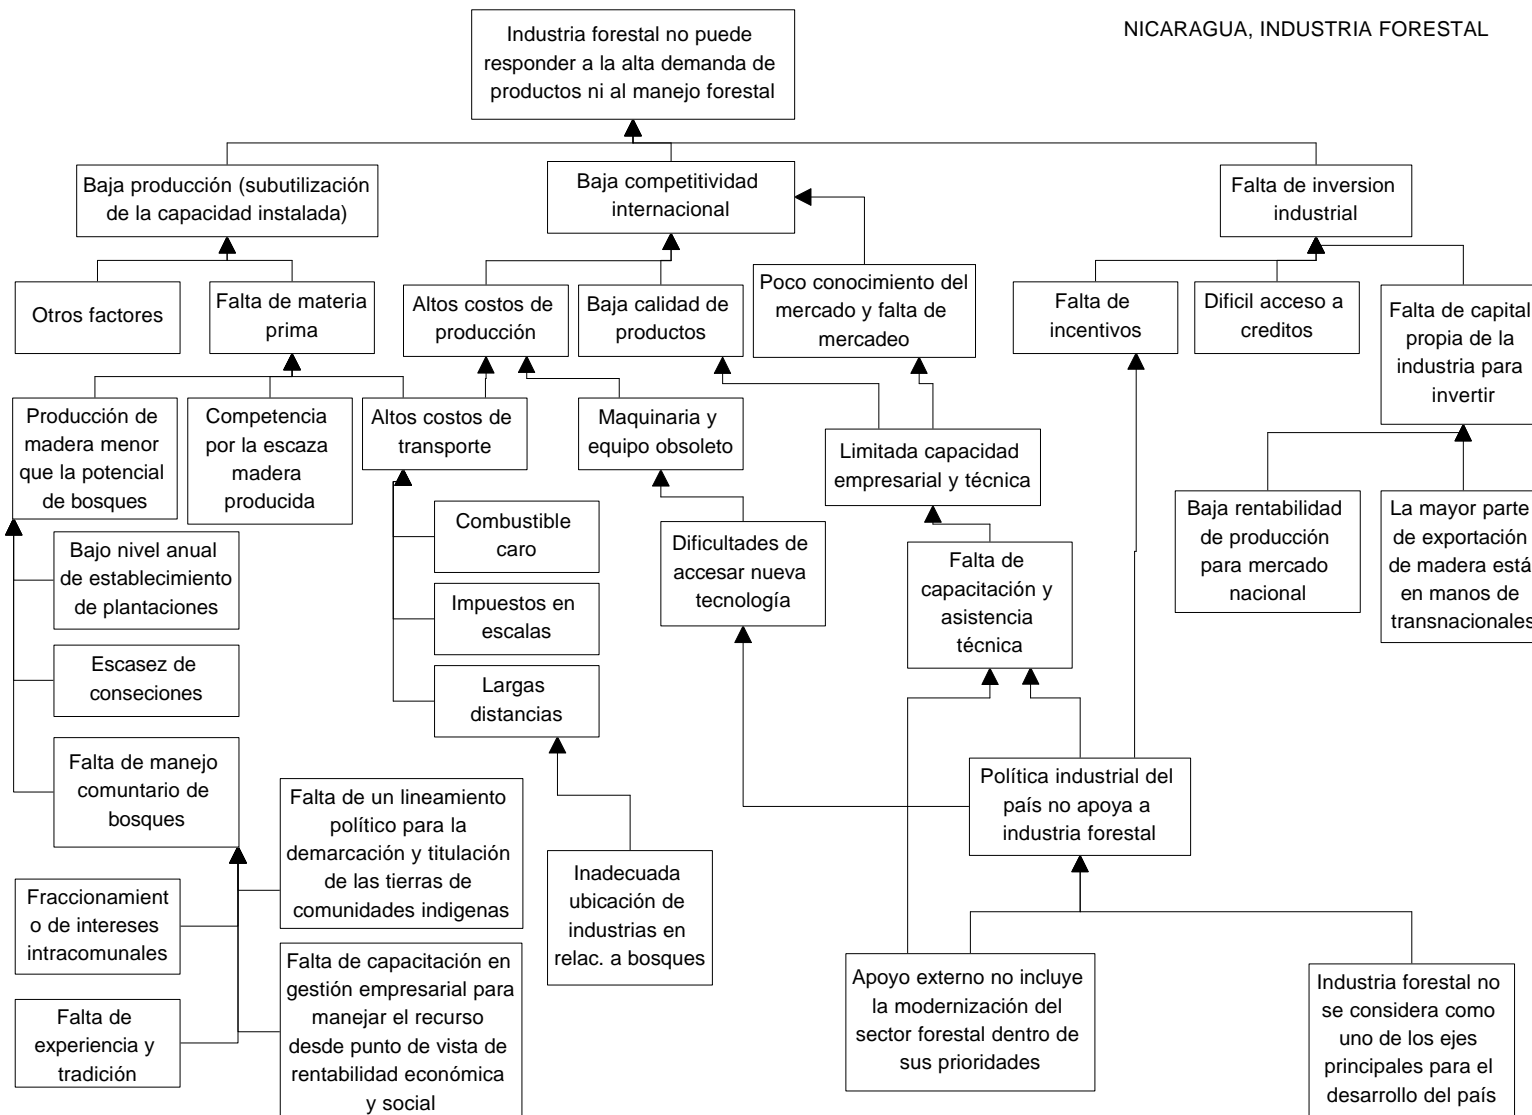 NICARAGUA, INDUSTRIA FORESTAL
Industria forestal no puede
responder a la alta demanda de
productos ni al manejo forestal
Baja producción (subutilización
de la capacidad instalada)
Baja competitividad
internacional
Falta de inversion
industrial
Otros factores
Falta de materia
prima
Altos costos de
producción
Baja calidad de
productos
Poco conocimiento del
mercado y falta de
mercadeo
Falta de
incentivos
Dificil acceso a
creditos
Falta de capital
propia de la
industria para
invertir
Producción de
madera menor
que la potencial
de bosques
Competencia
por la escaza
madera
producida
Altos costos de
transporte
Maquinaria y
equipo obsoleto
Limitada capacidad
empresarial y técnica
Baja rentabilidad
de producción
para mercado
nacional
La mayor parte
de exportación
de madera está
en manos de
transnacionales
Bajo nivel anual
de establecimiento
de plantaciones
Combustible
caro
Dificultades de
accesar nueva
tecnología
Falta de
capacitación y
asistencia
técnica
Impuestos en
escalas
Escasez de
conseciones
Largas
distancias
Falta de manejo
comuntario de
bosques
Falta de un lineamiento
político para la
demarcación y titulación
de las tierras de
comunidades indigenas
Política industrial del
país no apoya a
industria forestal
Inadecuada
ubicación de
industrias en
relac. a bosques
Fraccionamient
o de intereses
intracomunales
Falta de capacitación en
gestión empresarial para
manejar el recurso
desde punto de vista de
rentabilidad económica
y social
Apoyo externo no incluye
la modernización del
sector forestal dentro de
sus prioridades
Industria forestal no
se considera como
uno de los ejes
principales para el
desarrollo del país
Falta de
experiencia y
tradición